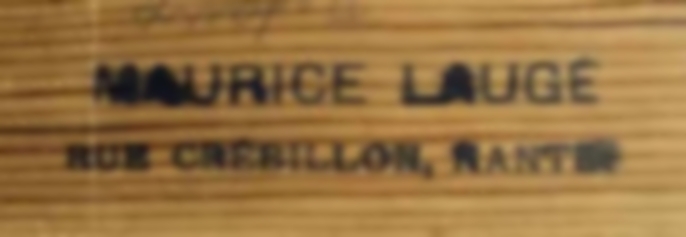 MAURICE LAUGÉ
RUE CRÉBILLON, NANTES